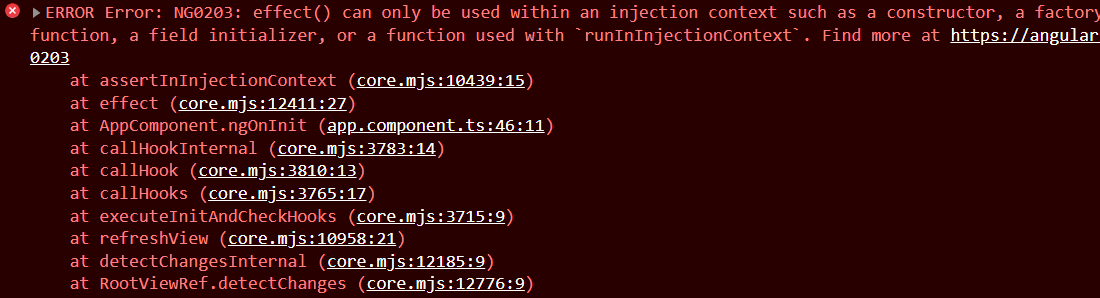 ERROR Error: NG0203: effect() can only be used within an injection context such as a constructor, a factory
function, a field initializer, or a function used with `runInInjectionContext`. Find more at https://angular
0203
at assertInInjectionContext (core.mjs:10439:15)
at effect (core.mjs:12411:27)
at AppComponent.ngOnInit (app.component.ts:46:11)
at callHookInternal (core.mjs:3783:14)
at callHook (core.mjs:3810:13)
at callHooks (core.mjs:3765:17)
at executeInitAndCheckHooks (core.mjs:3715:9)
at refreshView (core.mjs:10958:21)
at detectChangesInternal (core.mjs:12185:9)
at RootViewRef.detectChanges (core.mjs:12776:9)